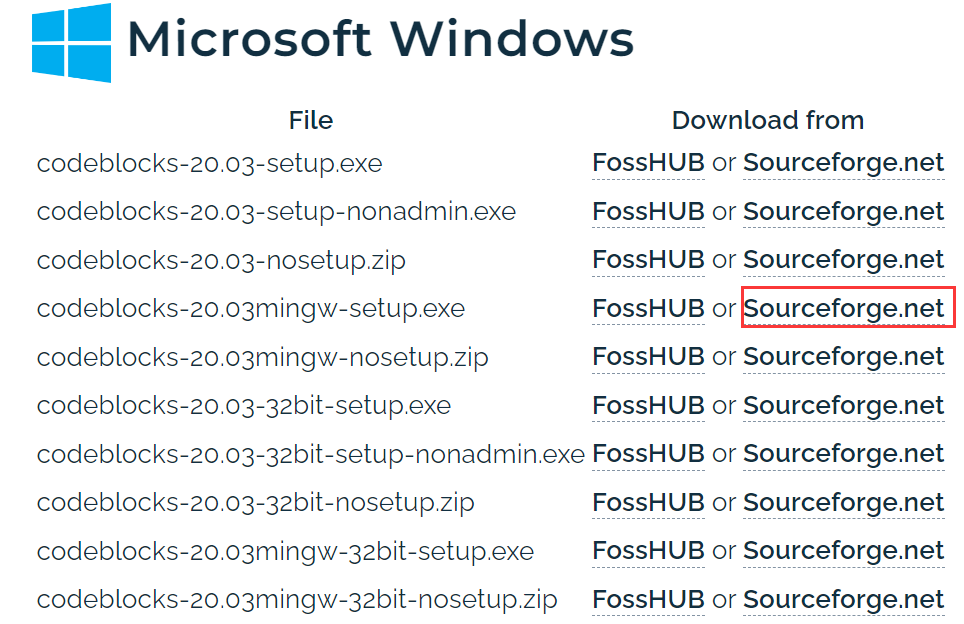 Microsoft Windows
File Download from
codeblocks-20.03-setup.exe FossHUB or Sourceforge.net
codeblocks-20.03-setup-nonadmin.exe FossHUB or Sourceforge.net
codeblocks-20.03-nosetup.zip FossHUB or Sourceforge.net
codeblocks-20.03mingw-setup.exe FossHUB or Sourceforge.net
codeblocks-20.03mingw-nosetup.zip FossHUB or Sourceforge.net
codeblocks-20.03-32bit-setup.exe FossHUB or Sourceforge.net
codeblocks-20.03-32bit-setup-nonadmin.exe FossHUB or Sourceforge.net
codeblocks-20.03-32bit-nosetup.zip FossHUB or Sourceforge.net
codeblocks-20.03mingw-32bit-setup.exe FossHUB or Sourceforge.net
codeblocks-20.03mingw-32bit-nosetup.zip FossHUB or Sourceforge.net